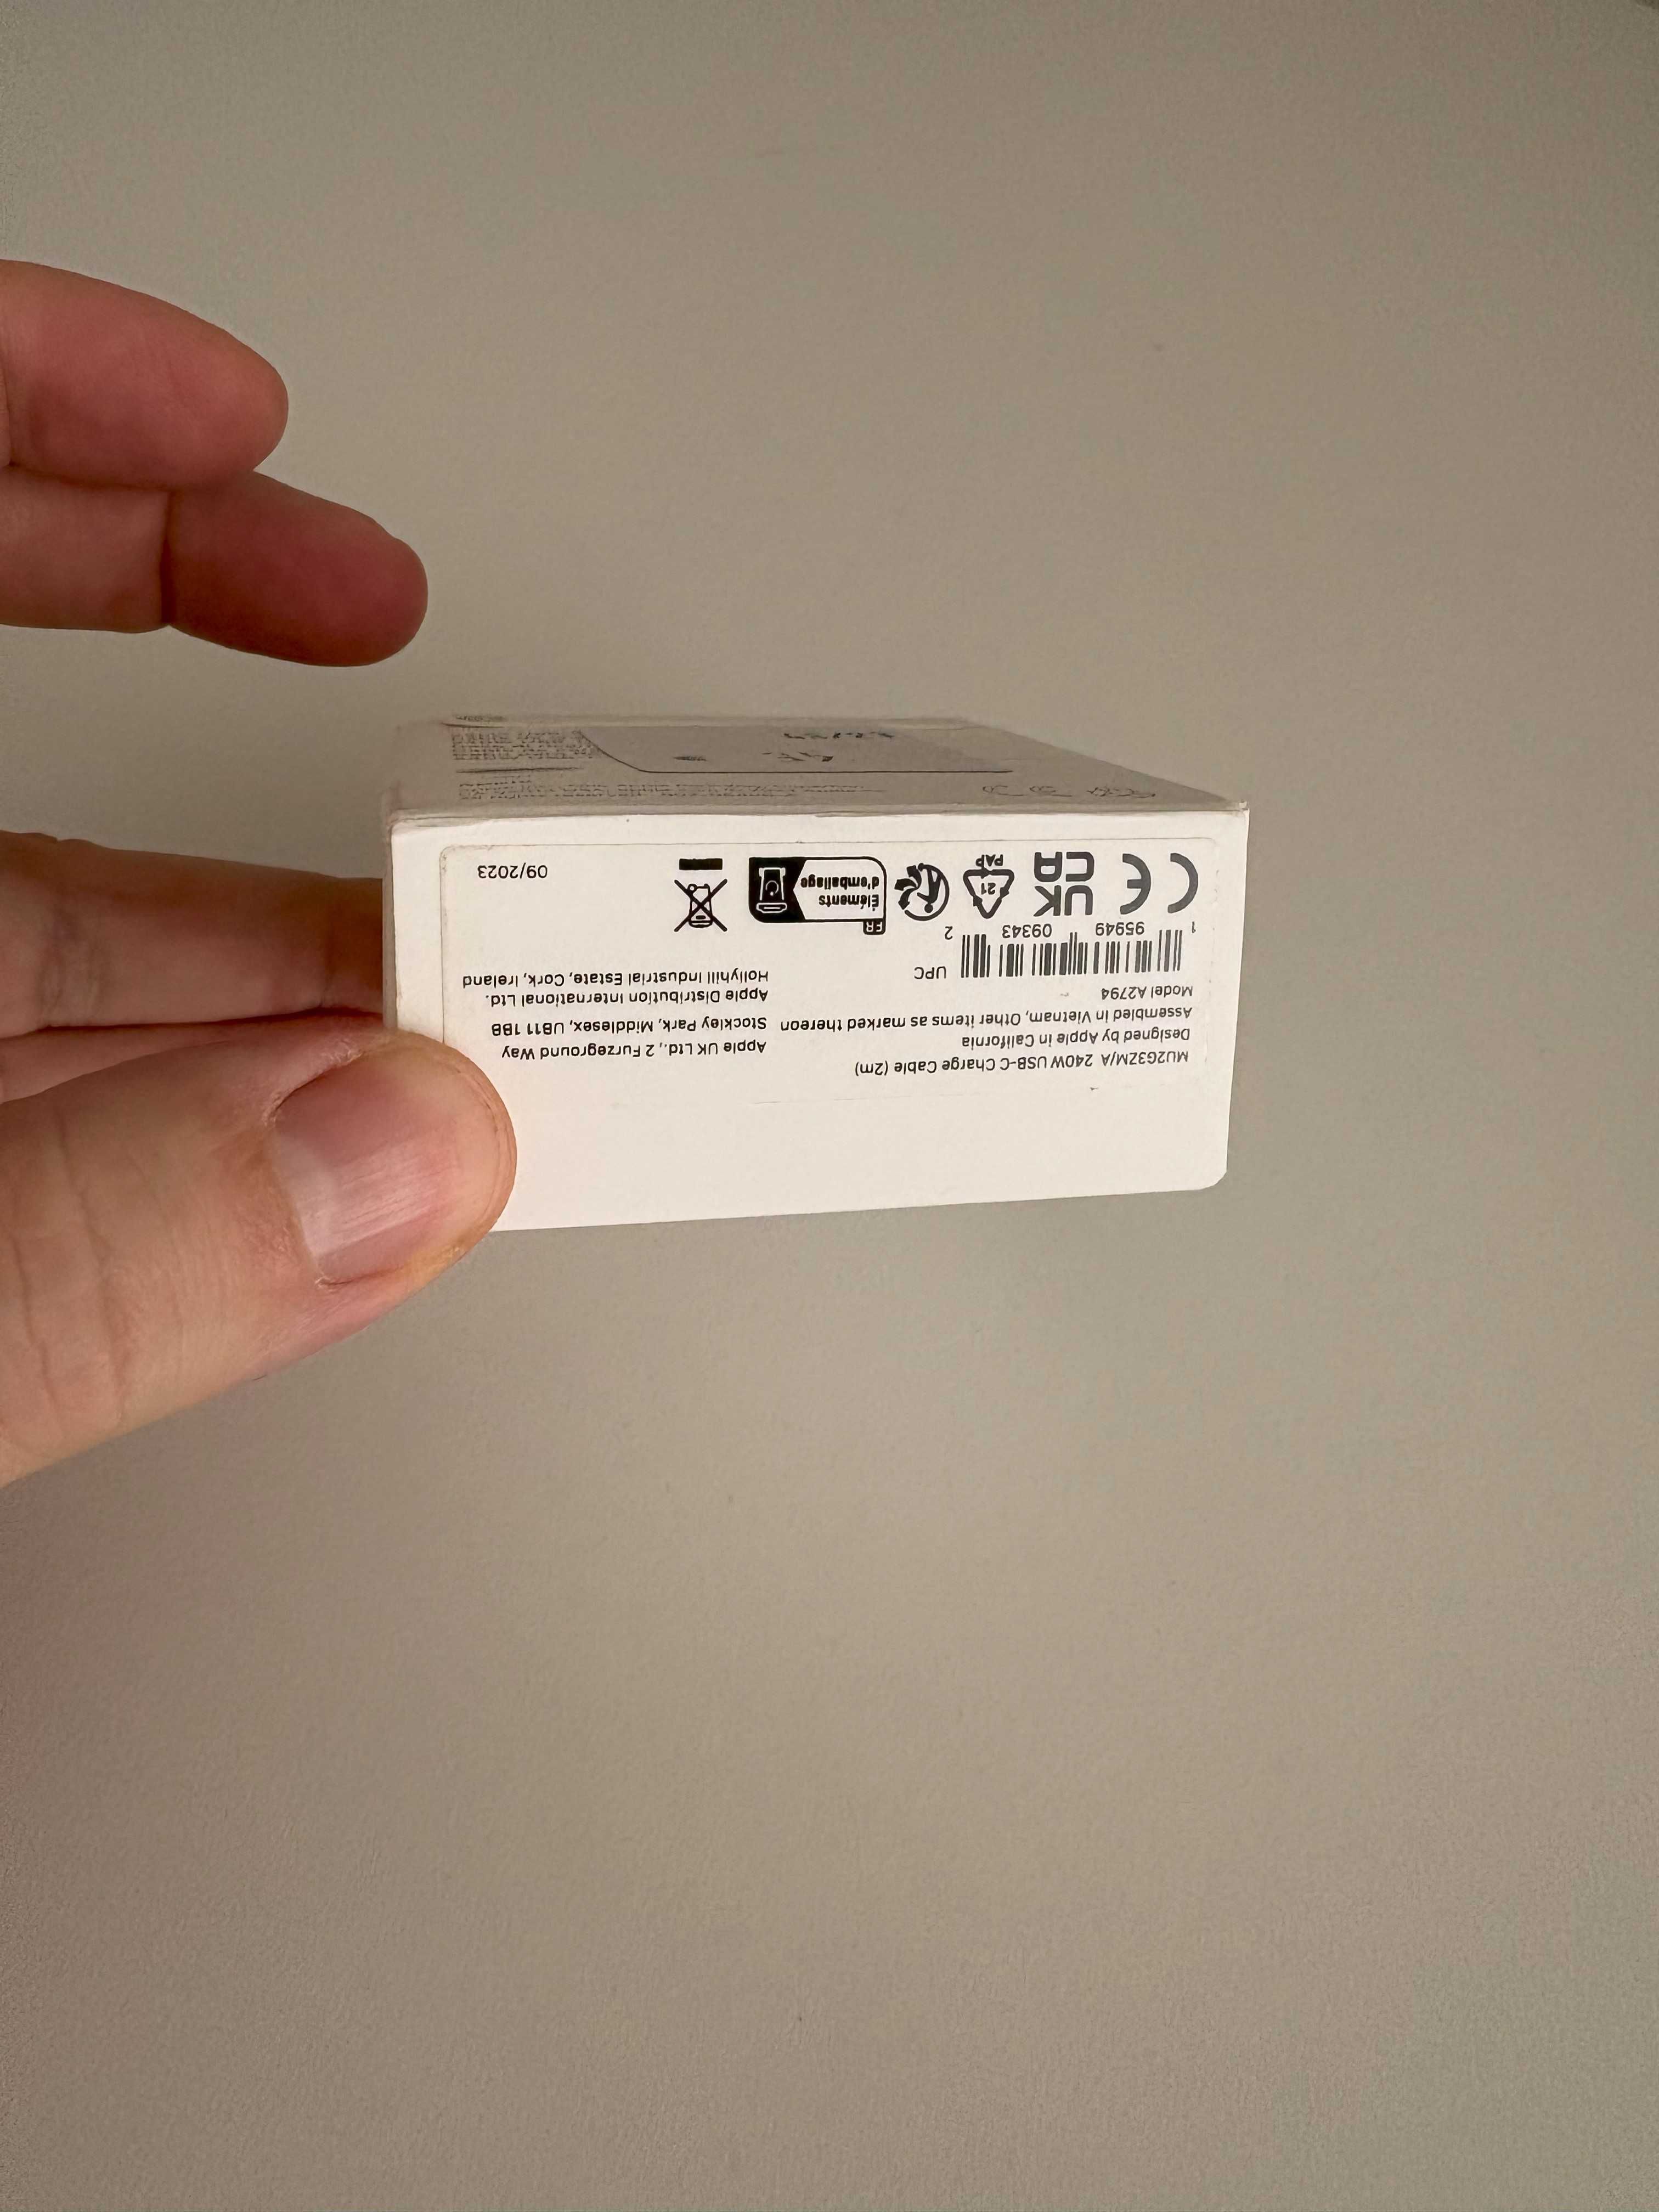 MU2G3ZM/A 240W USB-C Charge Cable (2m)
Designed by Apple in California
Assembled in Vietnam, Other items as marked thereon
Model A2794
UPC
1 95949 09343 2
Apple UK Ltd., 2 Furzeground Way
Stockley Park, Middlesex, UB11 1BB
Apple Distribution International Ltd.
Hollyhill Industrial Estate, Cork, Ireland
CE
UK
CA
21
PAP
FR
Éléments
d'emballage
09/2023